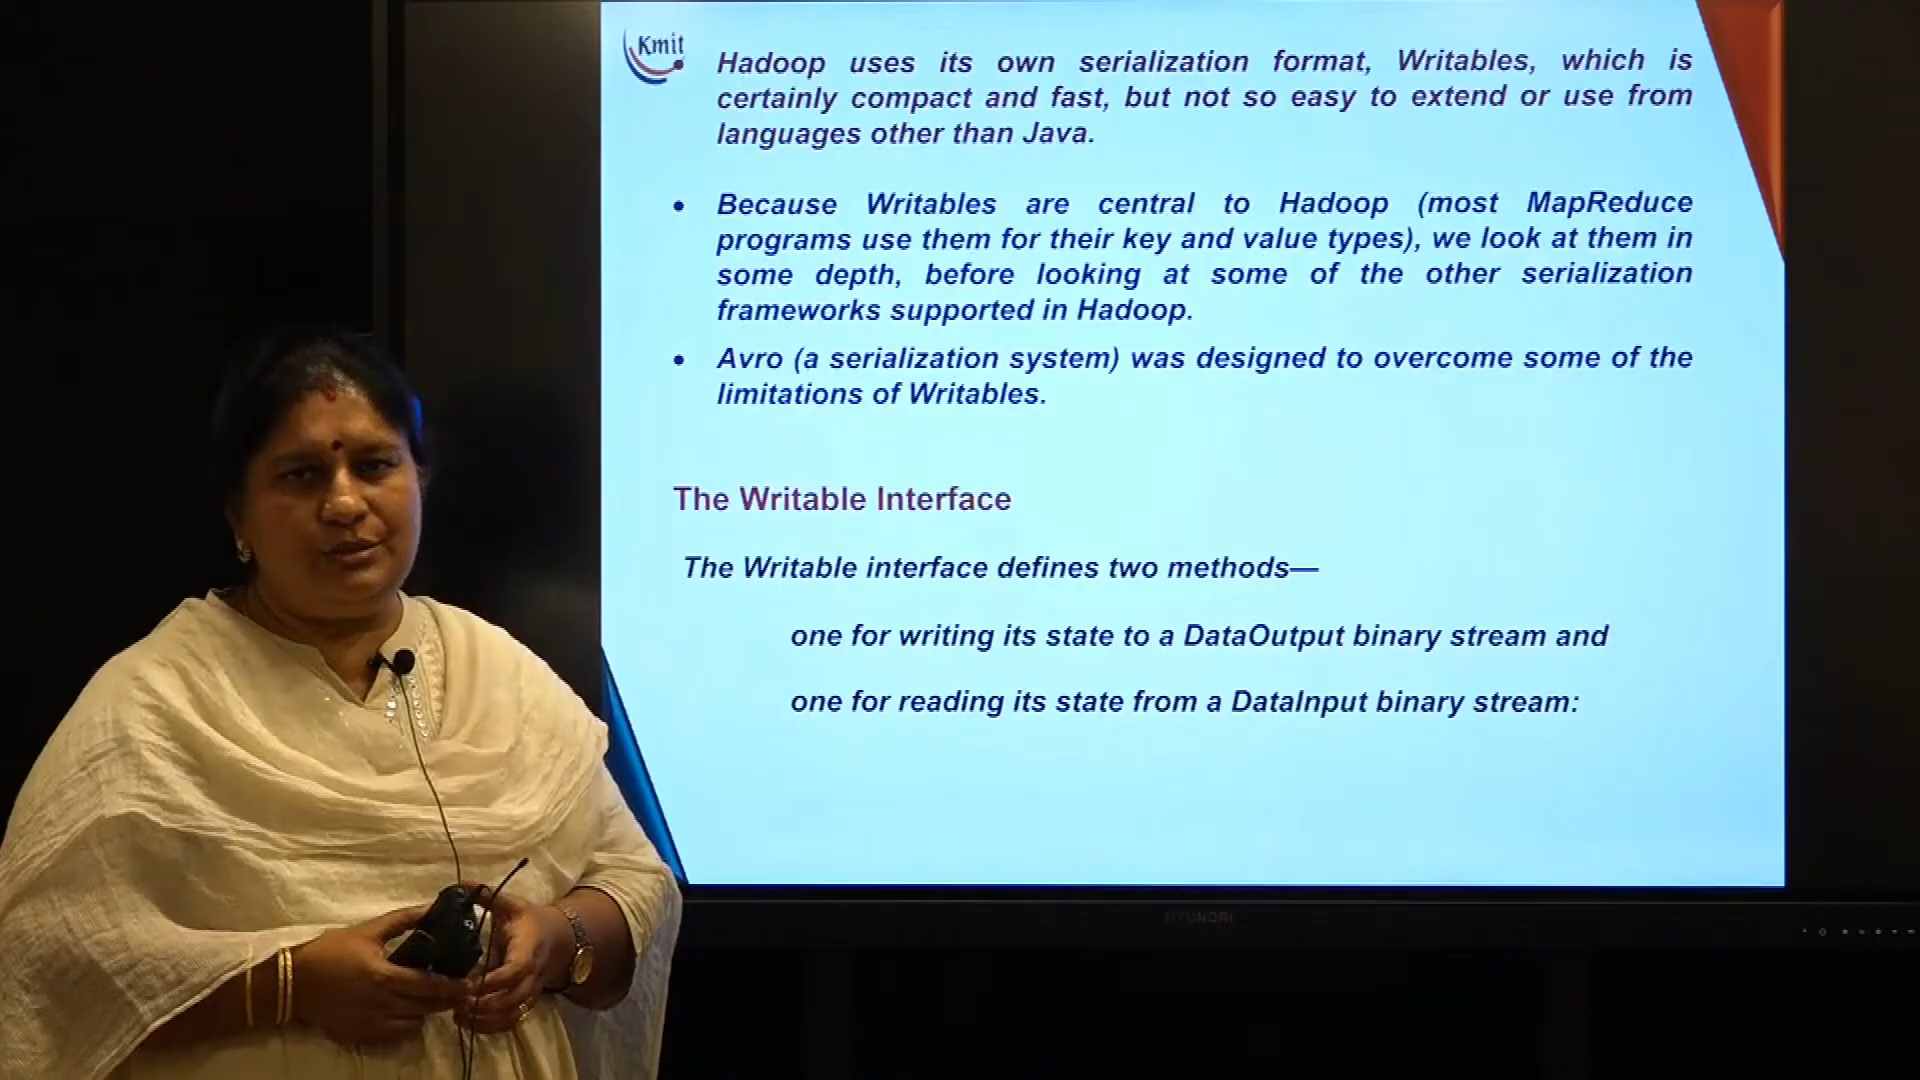 Kmit
Hadoop uses its own serialization format, Writables, which is
certainly compact and fast, but not so easy to extend or use from
languages other than Java.
• Because Writables are central to Hadoop (most MapReduce
programs use them for their key and value types), we look at them in
some depth, before looking at some of the other serialization
frameworks supported in Hadoop.
• Avro (a serialization system) was designed to overcome some of the
limitations of Writables.
The Writable Interface
The Writable interface defines two methods—
one for writing its state to a DataOutput binary stream and
one for reading its state from a DataInput binary stream:
HYUNDAI